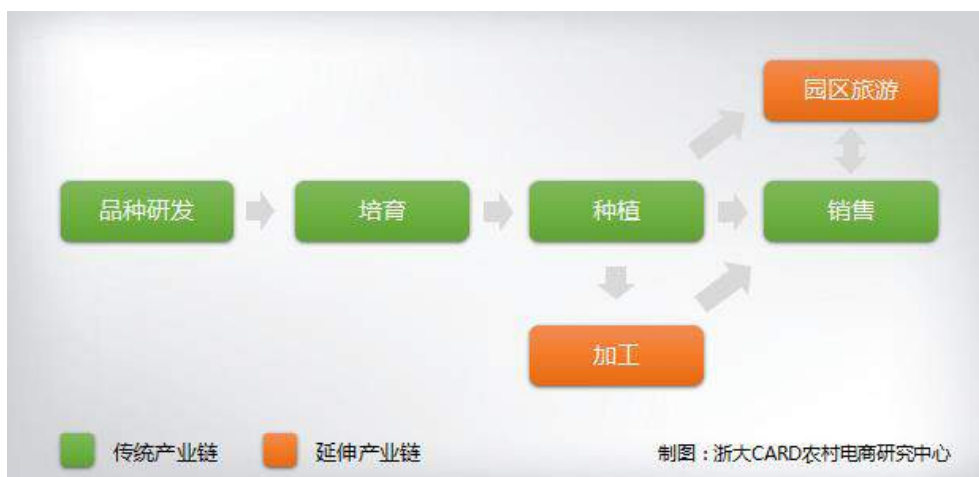 园区旅游
品种研发
培育
种植
销售
加工
传统产业链
延伸产业链
制图：浙大CARD农村电商研究中心